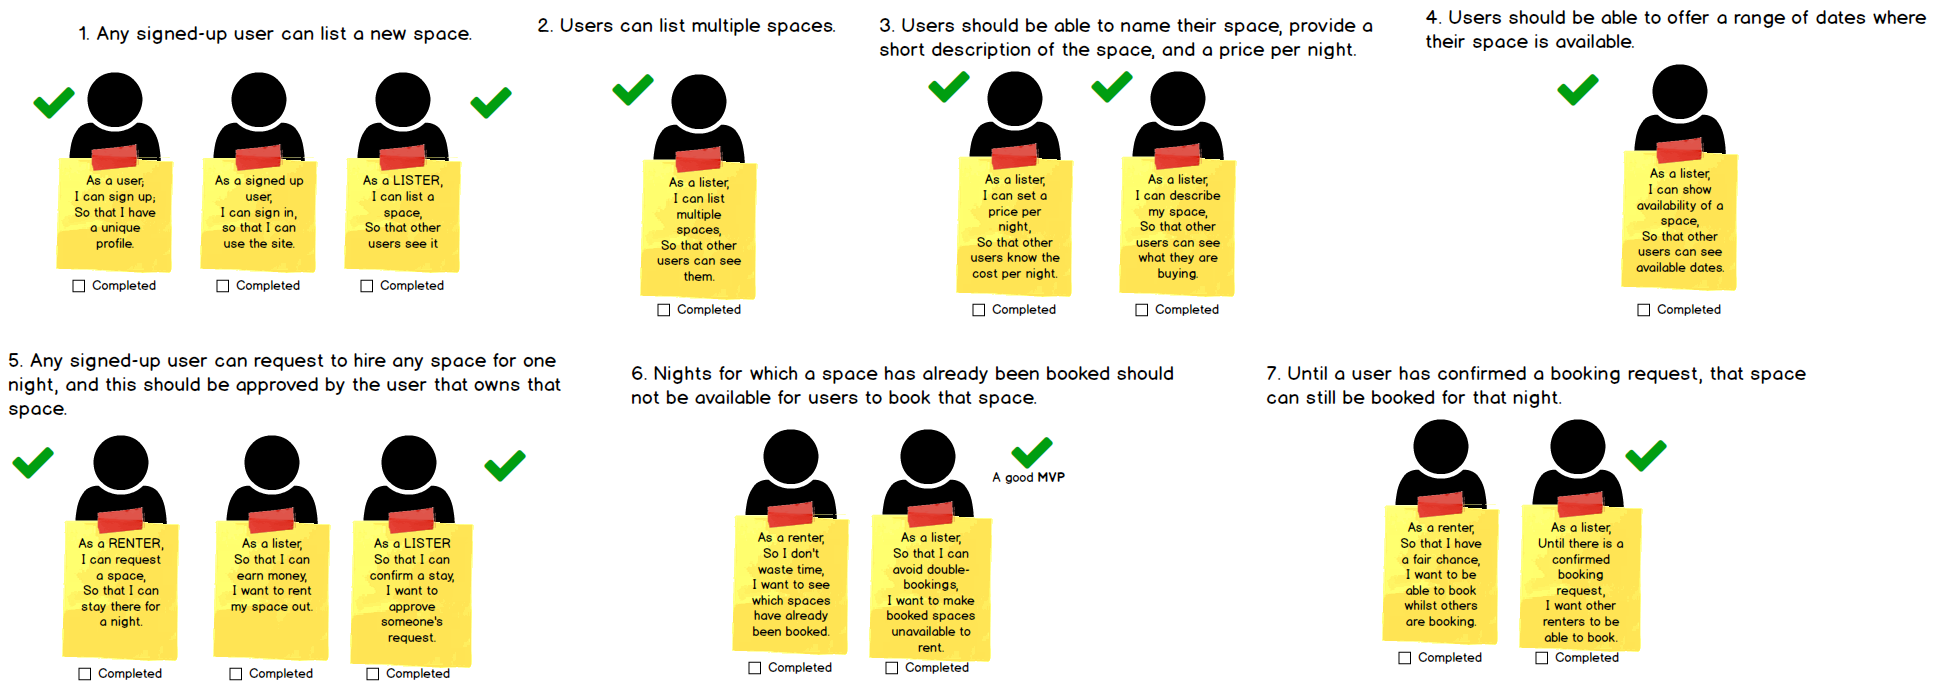 1. Any signed-up user can list a new space.
As a user;
I can sign up;
So that I have
a unique
profile.
Completed
As a signed up
user,
I can sign in,
so that I can
use the site.
Completed
As a LISTER,
I can list a
space,
So that other
users see it
Completed
2. Users can list multiple spaces.
As a lister,
I can list
multiple
spaces,
So that other
users can see
them.
Completed
3. Users should be able to name their space, provide a
short description of the space, and a price per night.
As a lister,
I can set a
price per
night,
So that other
users know the
cost per night.
Completed
As a lister,
I can describe
my space,
So that other
users can see
what they are
buying.
Completed
4. Users should be able to offer a range of dates where
their space is available.
As a lister,
I can show
availability of a
space,
So that other
users can see
available dates.
Completed
5. Any signed-up user can request to hire any space for one
night, and this should be approved by the user that owns that
space.
As a RENTER,
I can request
a space,
So that I can
stay there for
a night.
Completed
As a lister,
So that I can
earn money,
I want to rent
my space out.
Completed
As a LISTER
So that I can
confirm a stay,
I want to
approve
someone's
request.
Completed
6. Nights for which a space has already been booked should
not be available for users to book that space.
A good MVP
As a renter,
So I don't
waste time,
I want to see
which spaces
have already
been booked.
Completed
As a lister,
So that I can
avoid double-
bookings,
I want to make
booked spaces
unavailable to
rent.
Completed
7. Until a user has confirmed a booking request, that space
can still be booked for that night.
As a renter,
So that I have
a fair chance,
I want to be
able to book
whilst others
are booking.
Completed
As a lister,
Until there is a
confirmed
booking
request,
I want other
renters to be
able to book.
Completed